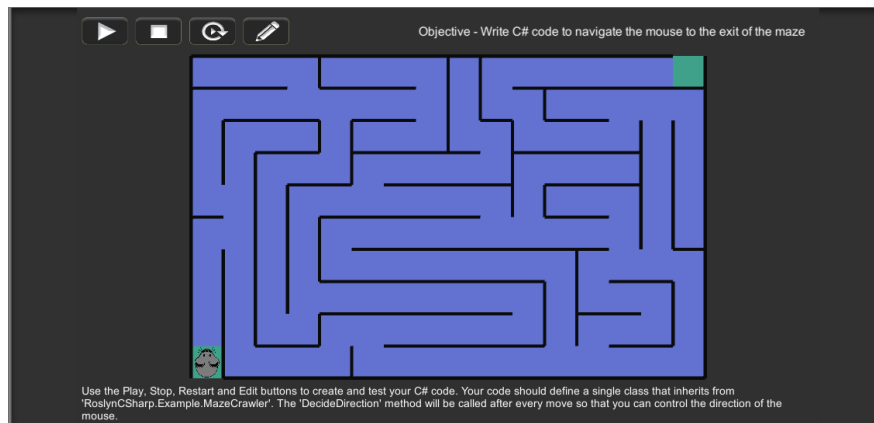 Objective - Write C# code to navigate the mouse to the exit of the maze
Use the Play, Stop, Restart and Edit buttons to create and test your C# code. Your code should define a single class that inherits from
'RoslynCSharp.Example.MazeCrawler'. The 'DecideDirection' method will be called after every move so that you can control the direction of the
mouse.